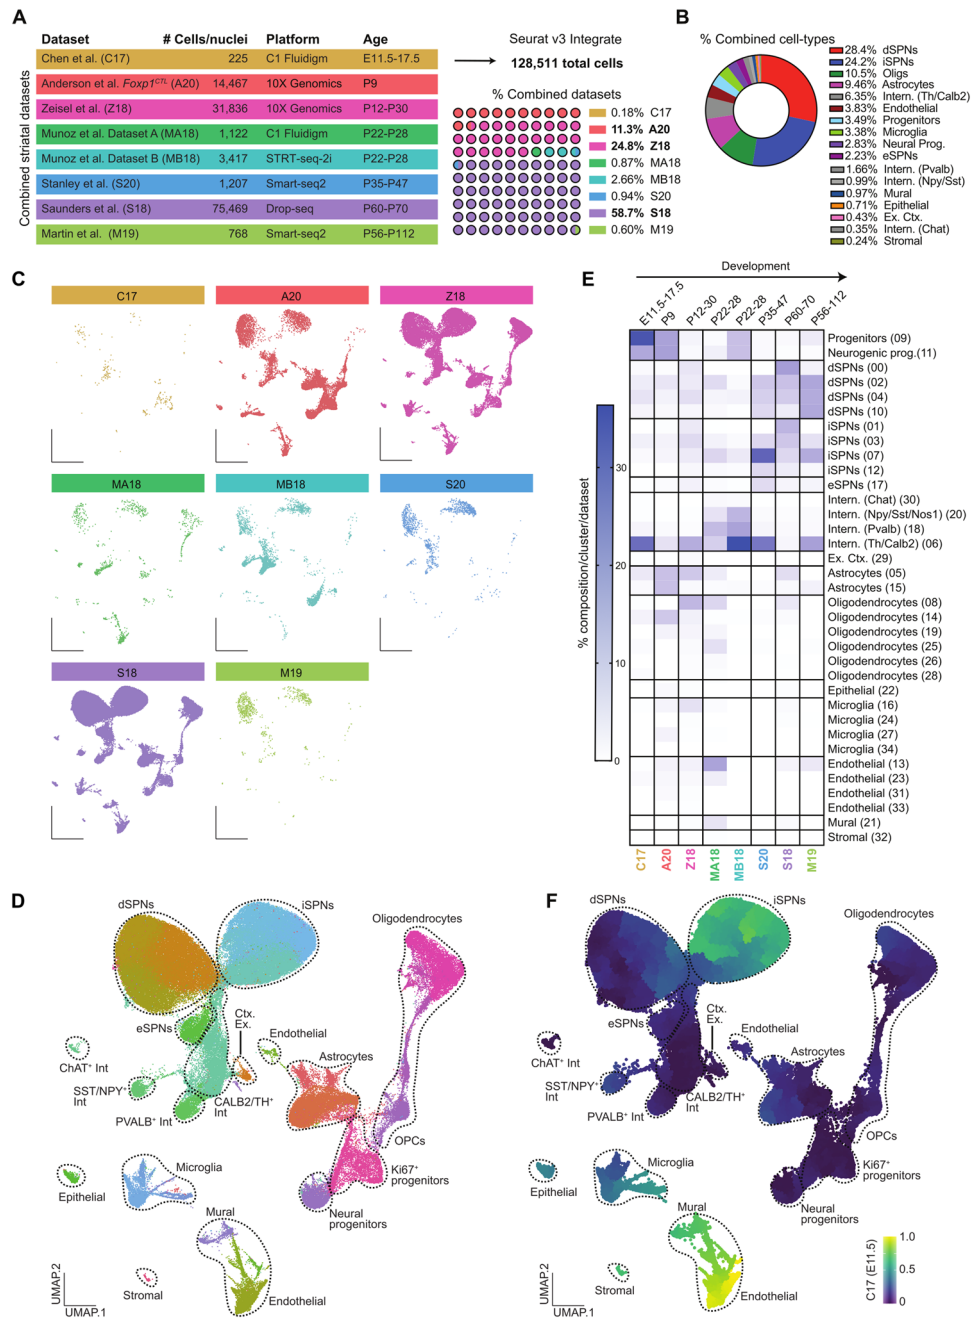 A
Dataset # Cells/nuclei Platform Age
Chen et al. (C17) 225 C1 Fluidigm E11.5-17.5
Anderson et al. Foxp1CTL (A20) 14,467 10X Genomics P9
Zeisel et al. (Z18) 31,836 10X Genomics P12-P30
Munoz et al. Dataset A (MA18) 1,122 C1 Fluidigm P22-P28
Munoz et al. Dataset B (MB18) 3,417 STRT-seq-2i P22-P28
Stanley et al. (S20) 1,207 Smart-seq2 P35-P47
Saunders et al. (S18) 75,469 Drop-seq P60-P70
Martin et al. (M19) 768 Smart-seq2 P56-P112
Combined striatal datasets
Seurat v3 Integrate
128,511 total cells
% Combined datasets
0.18% C17
11.3% A20
24.8% Z18
0.87% MA18
2.66% MB18
0.94% S20
58.7% S18
0.60% M19
B
% Combined cell-types
28.4% dSPNs
24.2% iSPNs
10.5% Oligs
9.46% Astrocytes
6.35% Intern. (Th/Calb2)
3.83% Endothelial
3.49% Progenitors
3.38% Microglia
2.83% Neural Prog.
2.23% eSPNs
1.66% Intern. (Pvalb)
0.99% Intern. (Npy/Sst)
0.97% Mural
0.71% Epithelial
0.43% Ex. Ctx.
0.35% Intern. (Chat)
0.24% Stromal
C
C17
A20
Z18
MA18
MB18
S20
S18
M19
E
Development
E11.5-17.5
P9
P12-30
P22-28
P22-28
P35-47
P60-70
P56-112
Progenitors (09)
Neurogenic prog.(11)
dSPNs (00)
dSPNs (02)
dSPNs (04)
dSPNs (10)
iSPNs (01)
iSPNs (03)
iSPNs (07)
iSPNs (12)
eSPNs (17)
Intern. (Chat) (30)
Intern. (Npy/Sst/Nos1) (20)
Intern. (Pvalb) (18)
Intern. (Th/Calb2) (06)
Ex. Ctx. (29)
Astrocytes (05)
Astrocytes (15)
Oligodendrocytes (08)
Oligodendrocytes (14)
Oligodendrocytes (19)
Oligodendrocytes (25)
Oligodendrocytes (26)
Oligodendrocytes (28)
Epithelial (22)
Microglia (16)
Microglia (24)
Microglia (27)
Microglia (34)
Endothelial (13)
Endothelial (23)
Endothelial (31)
Endothelial (33)
Mural (21)
Stromal (32)
% composition/cluster/dataset
30
20
10
0
C17
A20
Z18
MA18
MB18
S20
S18
M19
D
dSPNs
iSPNs
Oligodendrocytes
eSPNs
Ctx.
Ex.
Endothelial
Astrocytes
ChAT+ Int
SST/NPY+
Int
PVALB+ Int
CALB2/TH+
Int
OPCs
Ki67+
progenitors
Neural
progenitors
Microglia
Epithelial
Mural
Stromal
Endothelial
UMAP.2
UMAP.1
F
dSPNs
iSPNs
Oligodendrocytes
eSPNs
Ctx.
Ex.
Endothelial
Astrocytes
ChAT+ Int
SST/NPY+
Int
PVALB+ Int
CALB2/TH+
Int
OPCs
Ki67+
progenitors
Neural
progenitors
Microglia
Epithelial
Mural
Stromal
Endothelial
UMAP.2
UMAP.1
C17 (E11.5)
1.0
0.5
0